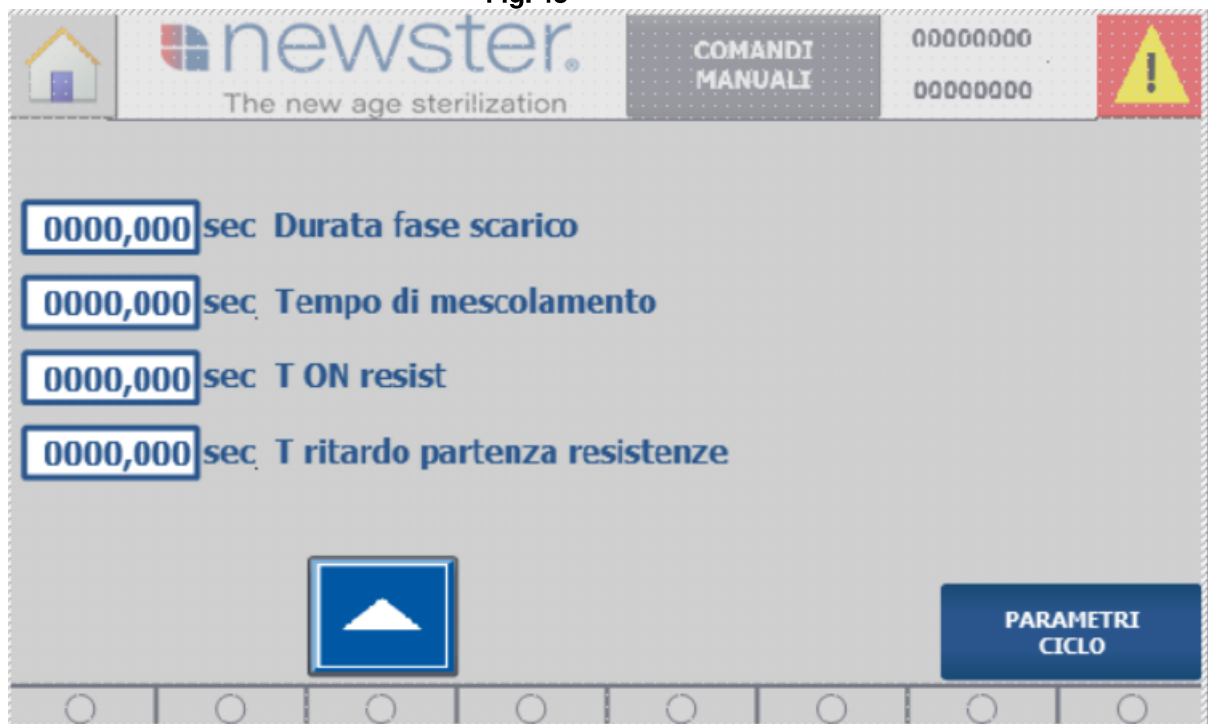 newster®
The new age sterilization
COMANDI
MANUALI
00000000
00000000
!
0000,000 sec Durata fase scarico
0000,000 sec Tempo di mescolamento
0000,000 sec T ON resist
0000,000 sec T ritardo partenza resistenze
PARAMETRI
CICLO